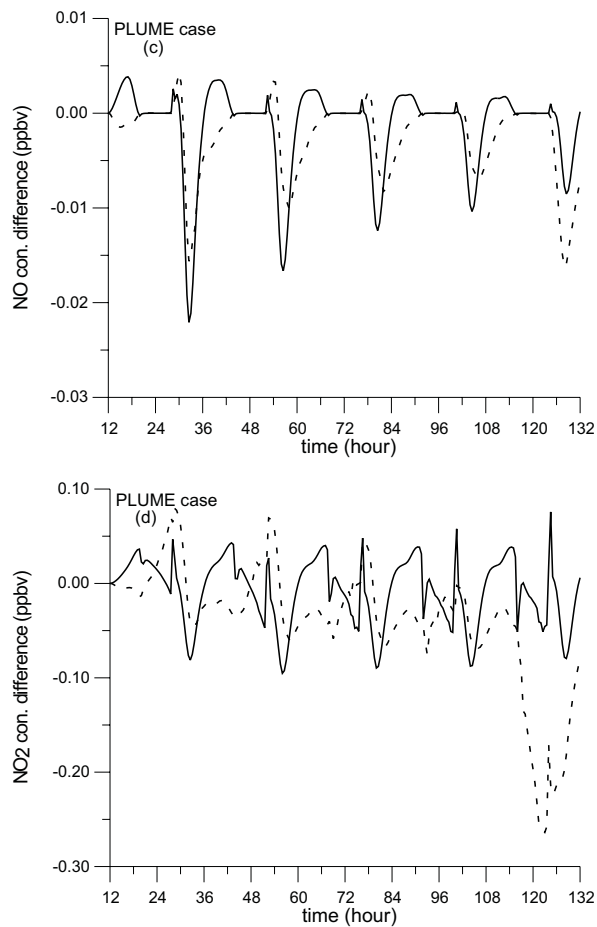 0.01
PLUME case
(c)
0.00
-0.01
-0.02
-0.03
NO con. difference (ppbv)
12 24 36 48 60 72 84 96 108 120 132
time (hour)
0.10
PLUME case
(d)
0.00
-0.10
-0.20
-0.30
NO2 con. difference (ppbv)
12 24 36 48 60 72 84 96 108 120 132
time (hour)